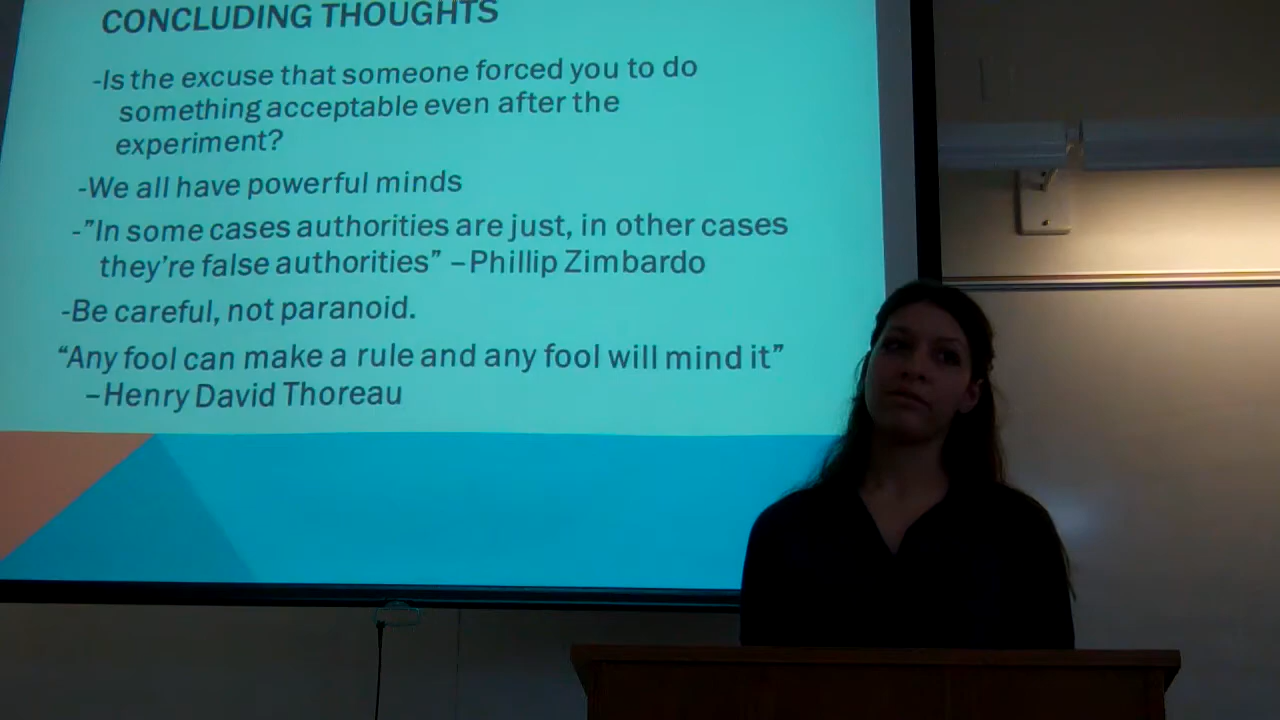 CONCLUDING THOUGHTS
-Is the excuse that someone forced you to do
something acceptable even after the
experiment?
-We all have powerful minds
-”In some cases authorities are just, in other cases
they’re false authorities” –Phillip Zimbardo
-Be careful, not paranoid.
“Any fool can make a rule and any fool will mind it”
–Henry David Thoreau